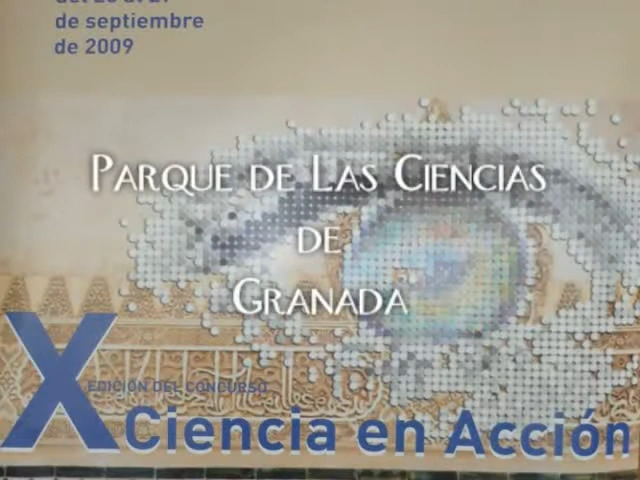 de septiembre
de 2009
PARQUE DE LAS CIENCIAS
DE
GRANADA
X
EDICIÓN DEL CONCURSO
Ciencia en Acción